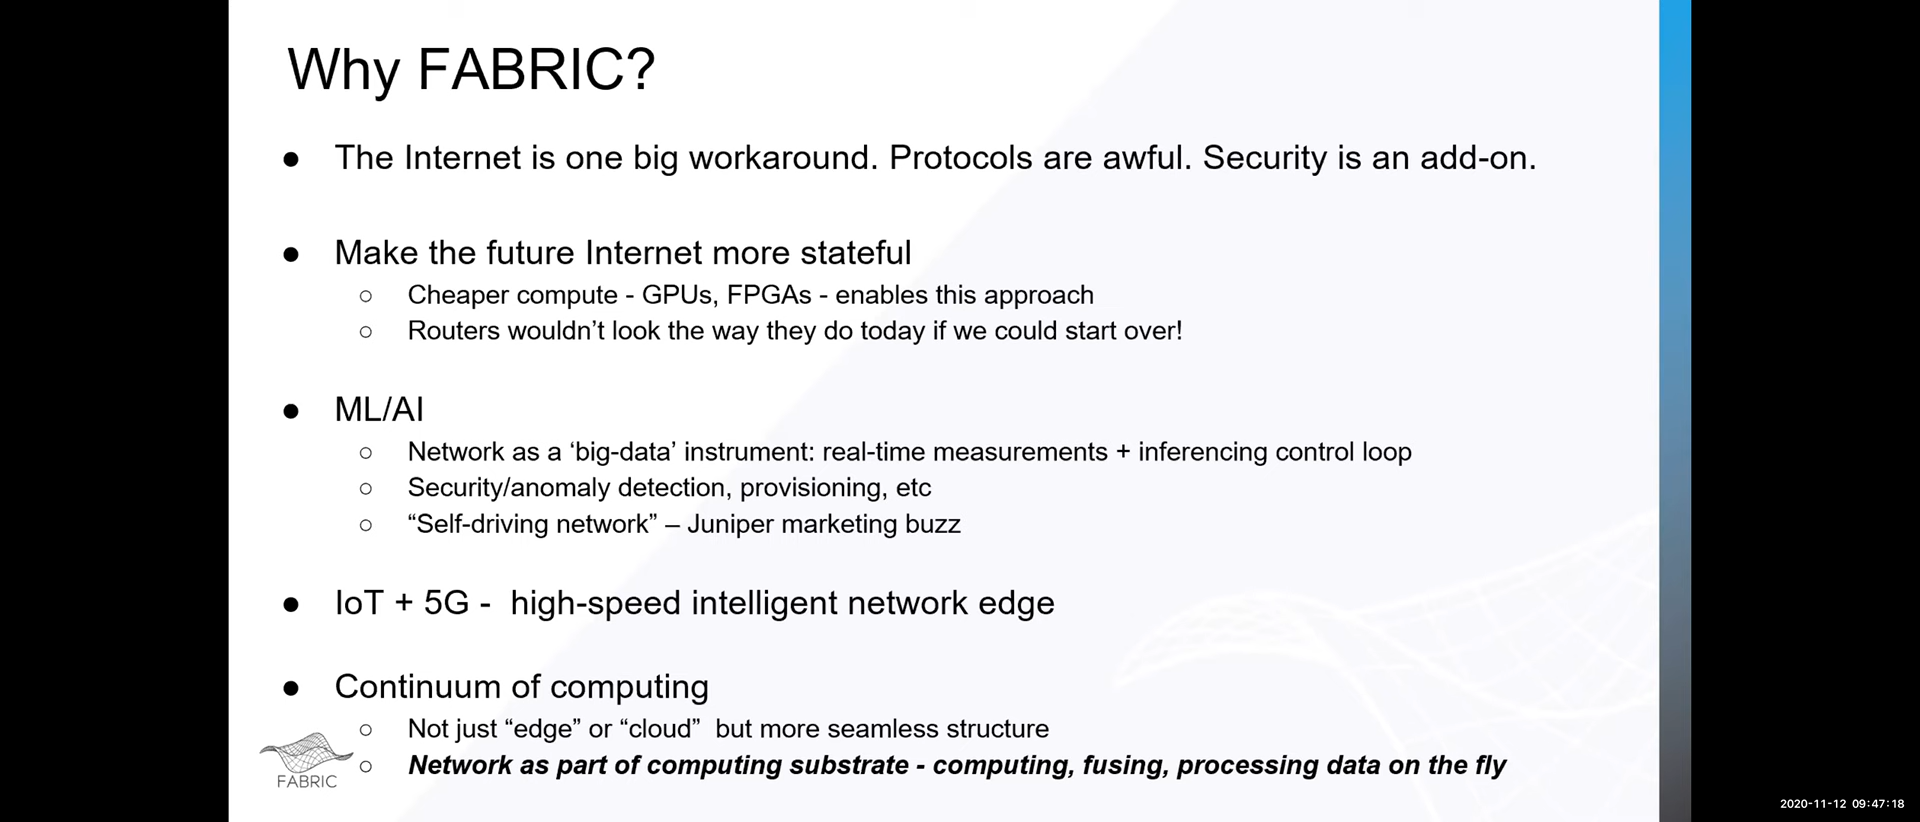 Why FABRIC?
● The Internet is one big workaround. Protocols are awful. Security is an add-on.
● Make the future Internet more stateful
○ Cheaper compute - GPUs, FPGAs - enables this approach
○ Routers wouldn’t look the way they do today if we could start over!
● ML/AI
○ Network as a ‘big-data’ instrument: real-time measurements + inferencing control loop
○ Security/anomaly detection, provisioning, etc
○ “Self-driving network” – Juniper marketing buzz
● IoT + 5G -  high-speed intelligent network edge
● Continuum of computing
○ Not just “edge” or “cloud”  but more seamless structure
○ Network as part of computing substrate - computing, fusing, processing data on the fly
FABRIC
2020-11-12 09:47:18